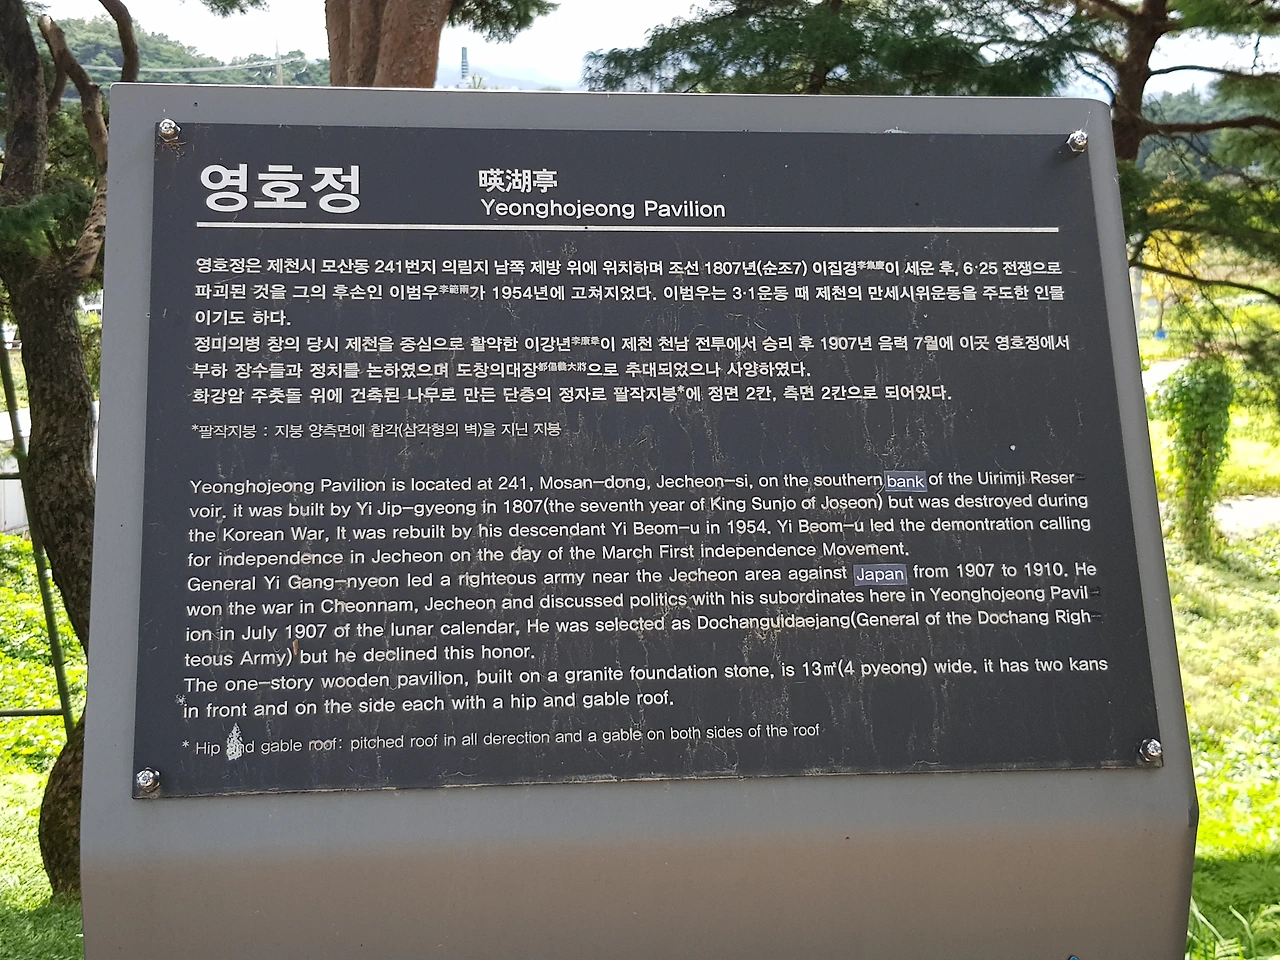 영호정
暎湖亭
Yeonghojeong Pavilion
영호정은 제천시 모산동 241번지 의림지 남쪽 제방 위에 위치하며 조선 1807년(순조7) 이집경李集慶이 세운 후, 6·25 전쟁으로
파괴된 것을 그의 후손인 이범우李範雨가 1954년에 고쳐지었다. 이범우는 3·1운동 때 제천의 만세시위운동을 주도한 인물
이기도 하다.
정미의병 창의 당시 제천을 중심으로 활약한 이강년李康秊이 제천 천남 전투에서 승리 후 1907년 음력 7월에 이곳 영호정에서
부하 장수들과 정치를 논하였으며 도창의대장都倡義大將으로 추대되었으나 사양하였다.
화강암 주춧돌 위에 건축된 나무로 만든 단층의 정자로 팔작지붕*에 정면 2칸, 측면 2칸으로 되어있다.
*팔작지붕 : 지붕 양측면에 합각(삼각형의 벽)을 지닌 지붕
Yeonghojeong Pavilion is located at 241, Mosan-dong, Jecheon-si, on the southern bank of the Uirimji Reser-
voir. it was built by Yi Jip-gyeong in 1807(the seventh year of King Sunjo of Joseon) but was destroyed during
the Korean War. It was rebuilt by his descendant Yi Beom-u in 1954. Yi Beom-u led the demontration calling
for independence in Jecheon on the day of the March First independence Movement.
General Yi Gang-nyeon led a righteous army near the Jecheon area against Japan from 1907 to 1910. He
won the war in Cheonnam, Jecheon and discussed politics with his subordinates here in Yeonghojeong Pavil-
ion in July 1907 of the lunar calendar. He was selected as Dochanguidaejang(General of the Dochang Righ-
teous Army) but he declined this honor.
The one-story wooden pavilion, built on a granite foundation stone, is 13㎡(4 pyeong) wide. it has two kans
in front and on the side each with a hip and gable roof.
* Hip and gable roof: pitched roof in all derection and a gable on both sides of the roof